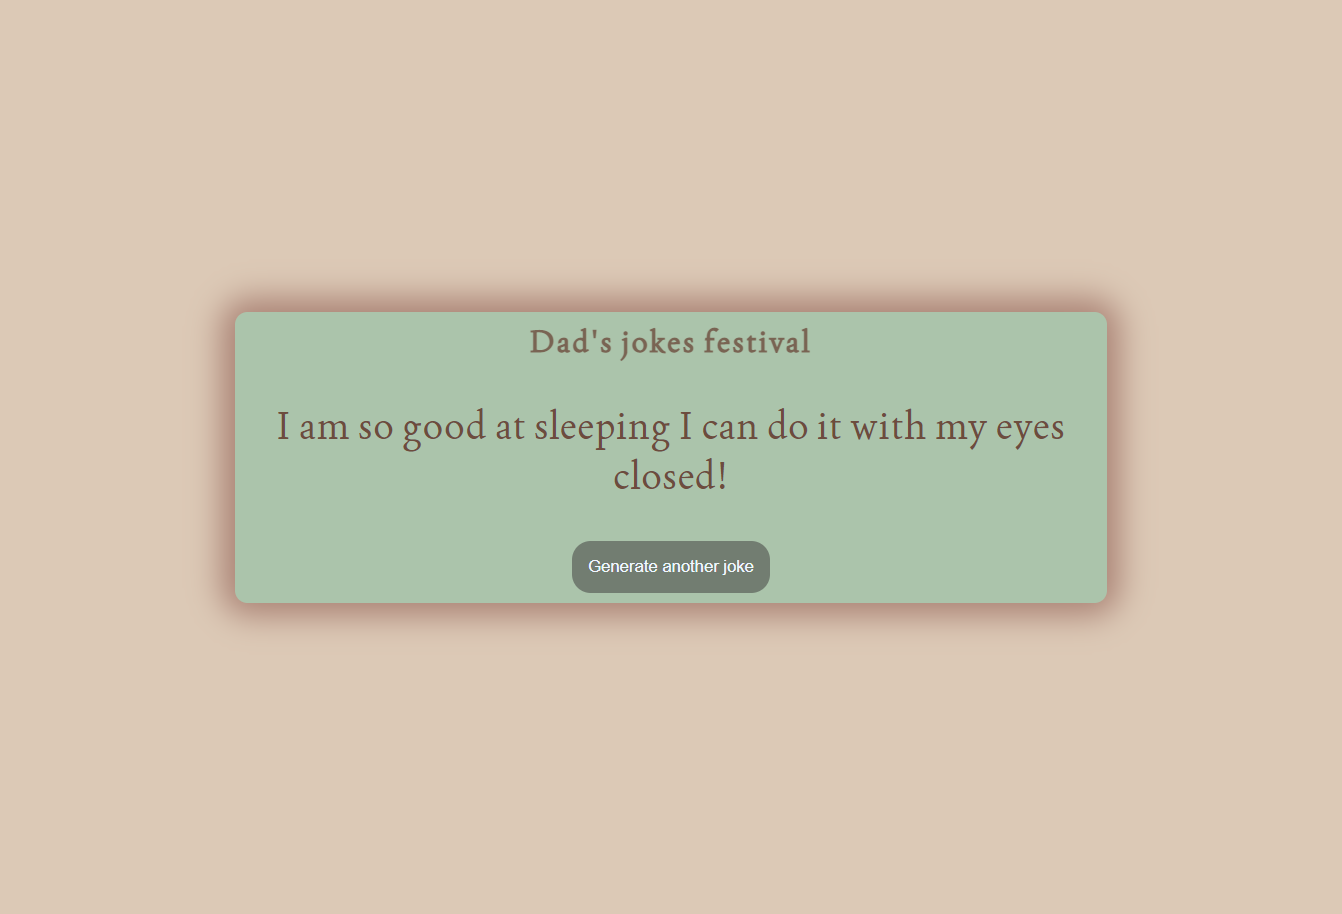 Dad's jokes festival
I am so good at sleeping I can do it with my eyes
closed!
Generate another joke